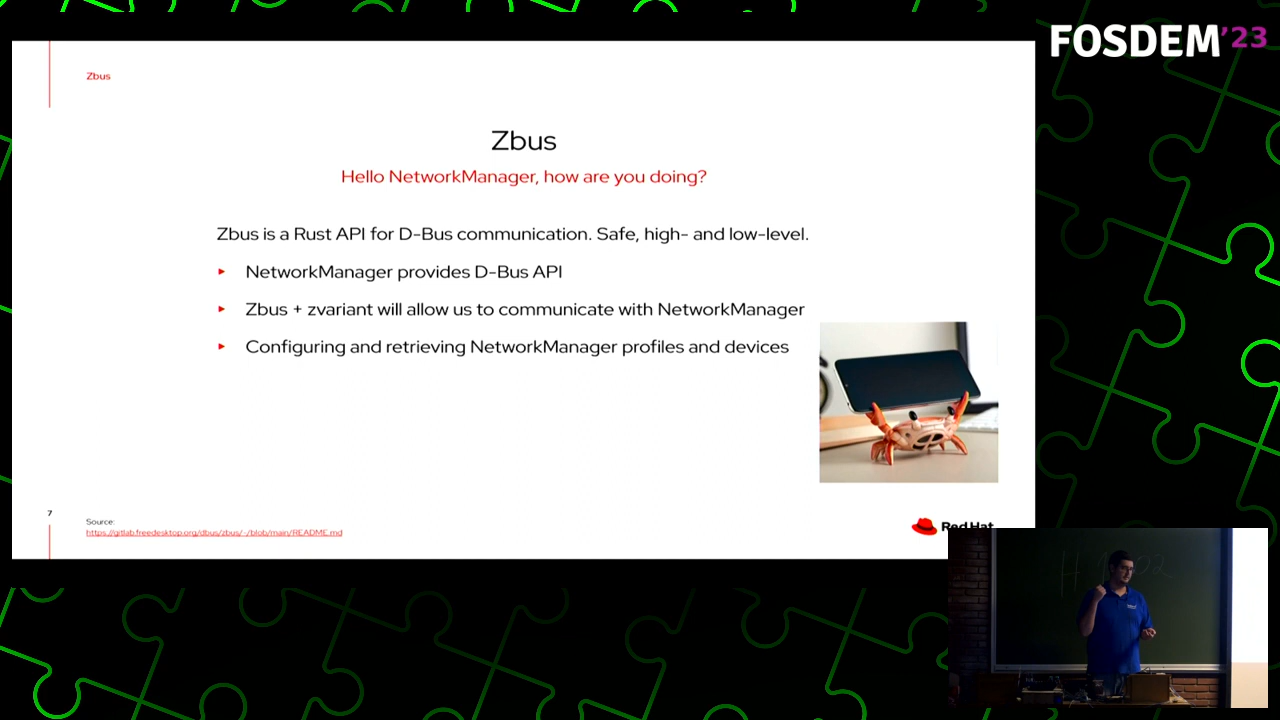 FOSDEM'23
Zbus
Zbus
Hello NetworkManager, how are you doing?
Zbus is a Rust API for D-Bus communication. Safe, high- and low-level.
NetworkManager provides D-Bus API
Zbus + zvariant will allow us to communicate with NetworkManager
Configuring and retrieving NetworkManager profiles and devices
7
Source:
https://gitlab.freedesktop.org/dbus/zbus/-/blob/main/README.md
Red Hat